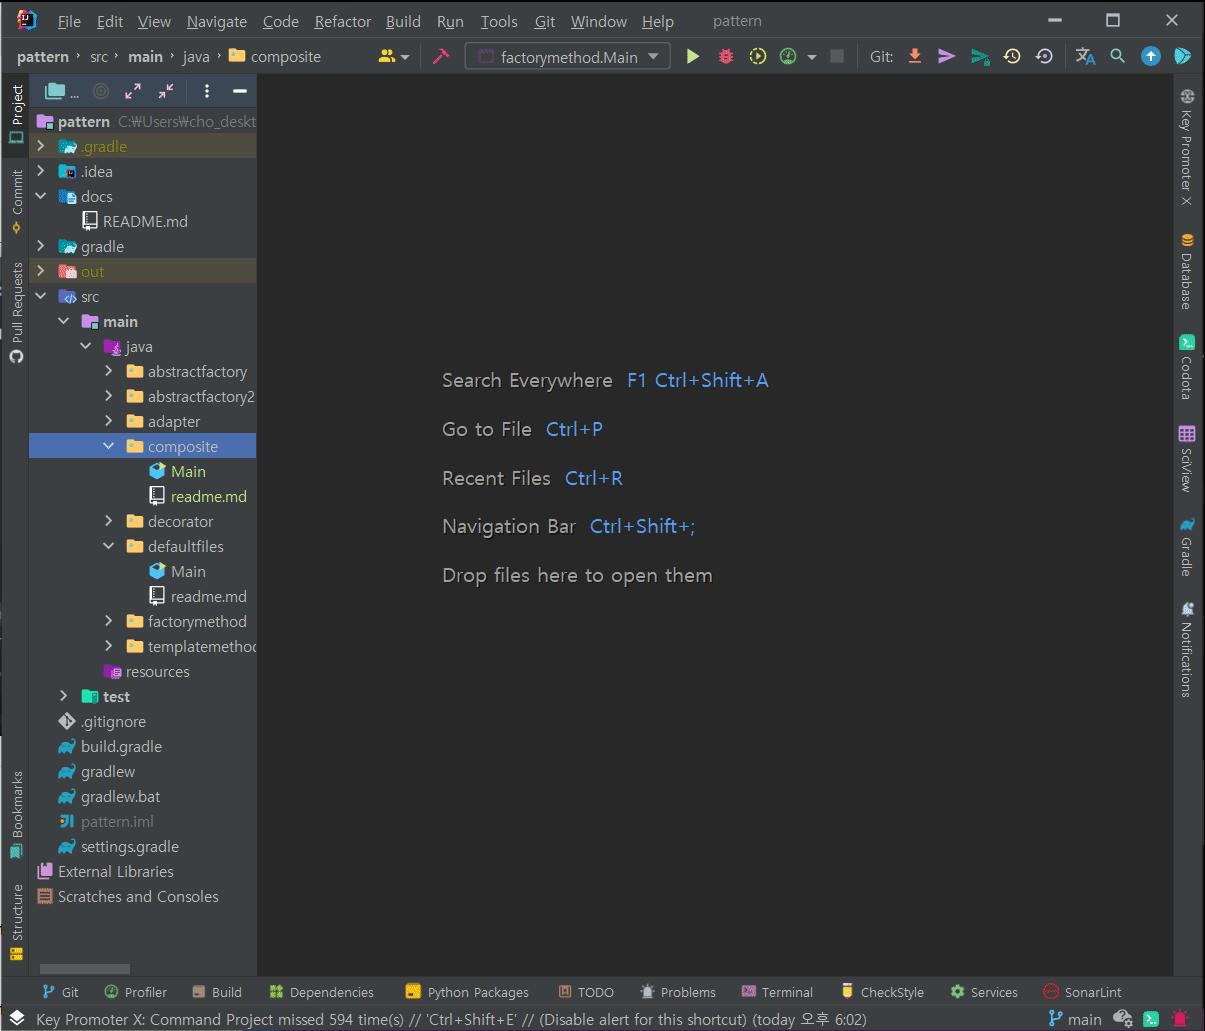 File Edit View Navigate Code Refactor Build Run Tools Git Window Help pattern
pattern src main java composite factorymethod.Main Git:
Project
Commit
Pull Requests
Bookmarks
Structure
...
pattern C:₩Users₩cho_deskt
.gradle
.idea
docs
README.md
gradle
out
src
main
java
abstractfactory
abstractfactory2
adapter
composite
Main
readme.md
decorator
defaultfiles
Main
readme.md
factorymethod
templatemethod
resources
test
.gitignore
build.gradle
gradlew
gradlew.bat
pattern.iml
settings.gradle
External Libraries
Scratches and Consoles
Search Everywhere F1 Ctrl+Shift+A
Go to File Ctrl+P
Recent Files Ctrl+R
Navigation Bar Ctrl+Shift+;
Drop files here to open them
Key Promoter X
Database
Codota
SciView
Gradle
Notifications
Git Profiler Build Dependencies Python Packages TODO Problems Terminal CheckStyle Services SonarLint
Key Promoter X: Command Project missed 594 time(s) // 'Ctrl+Shift+E' // (Disable alert for this shortcut) (today 오후 6:02) main